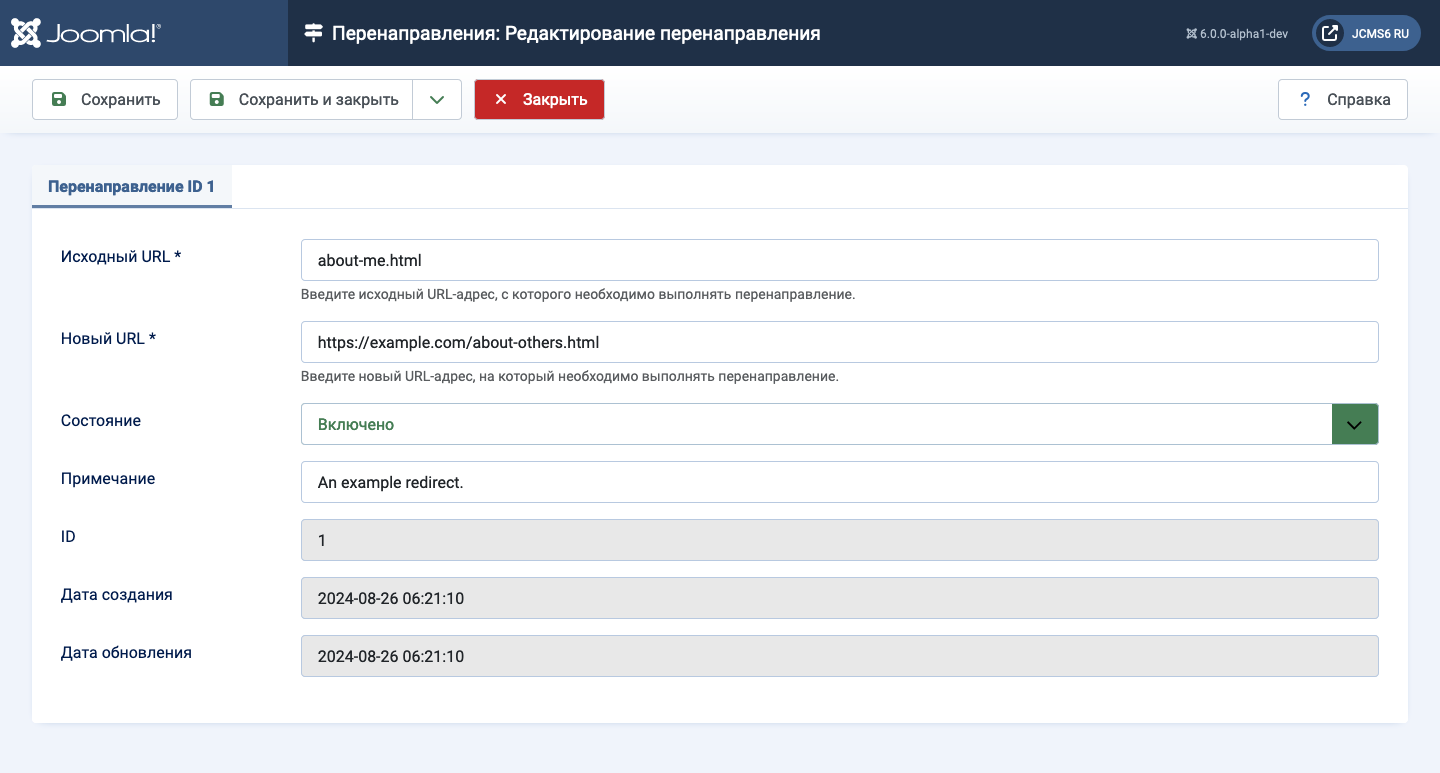 Joomla!®
Перенаправления: Редактирование перенаправления
6.0.0-alpha1-dev
JCMS6 RU
Сохранить
Сохранить и закрыть
Закрыть
? Справка
Перенаправление ID 1
Исходный URL *
about-me.html
Введите исходный URL-адрес, с которого необходимо выполнять перенаправление.
Новый URL *
https://example.com/about-others.html
Введите новый URL-адрес, на который необходимо выполнять перенаправление.
Состояние
Включено
Примечание
An example redirect.
ID
1
Дата создания
2024-08-26 06:21:10
Дата обновления
2024-08-26 06:21:10